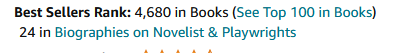 Best Sellers Rank: 4,680 in Books (See Top 100 in Books)
24 in Biographies on Novelist & Playwrights